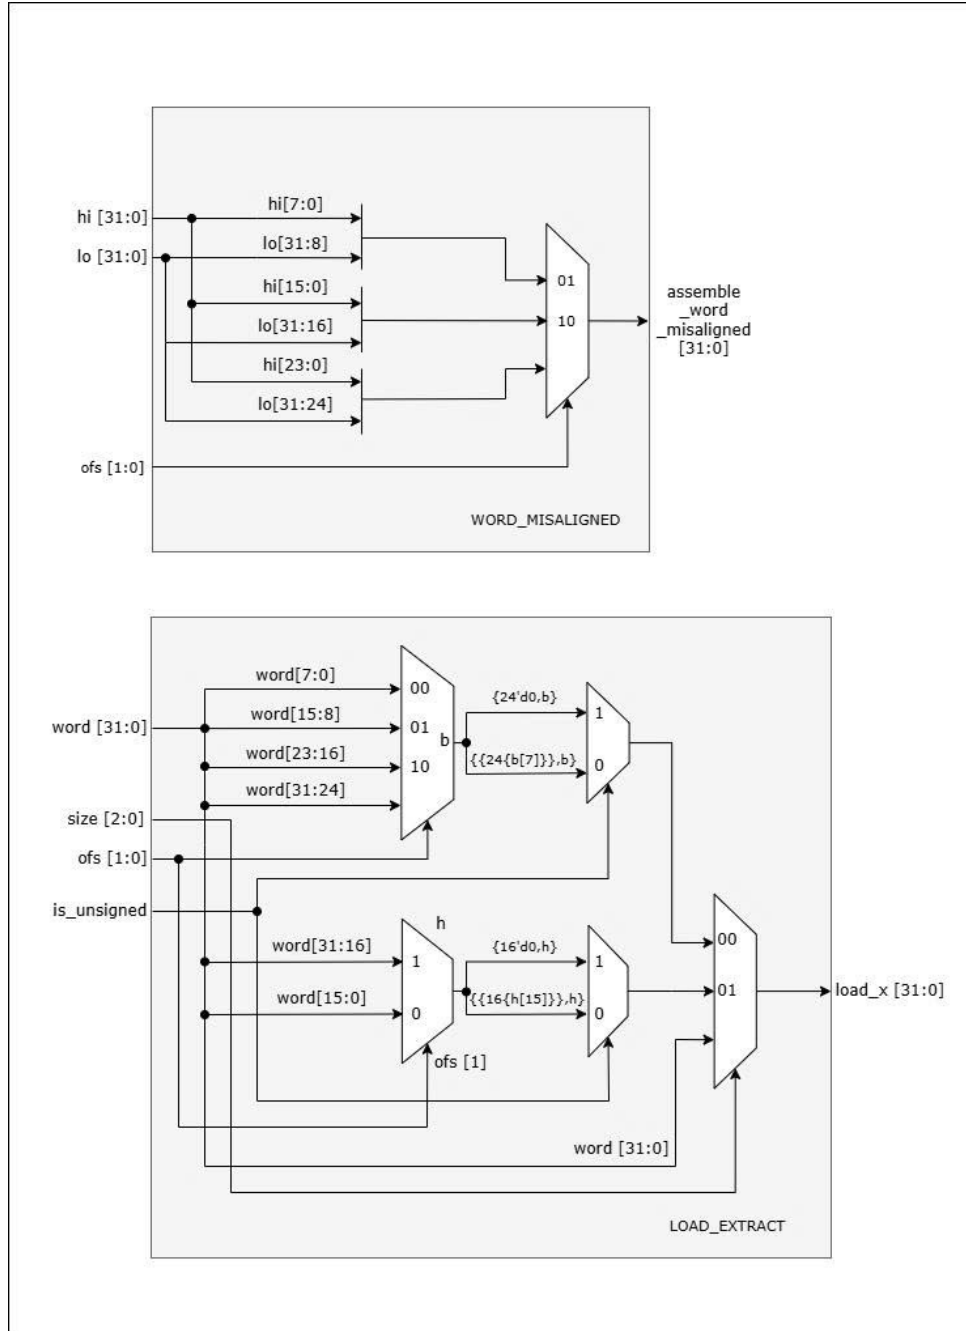 hi[7:0]
hi [31:0]
lo[31:8]
lo [31:0]
hi[15:0]
01
assemble
_word
_misaligned
[31:0]
lo[31:16]
10
hi[23:0]
lo[31:24]
ofs [1:0]
WORD_MISALIGNED
word[7:0]
00
{24'd0,b}
1
word [31:0]
word[15:8]
01
b
word[23:16]
10
{{24{b[7]}},b}
0
word[31:24]
size [2:0]
ofs [1:0]
is_unsigned
h
word[31:16]
1
{16'd0,h}
1
00
word[15:0]
0
{{16{h[15]}},h}
0
01
load_x [31:0]
ofs [1]
word [31:0]
LOAD_EXTRACT